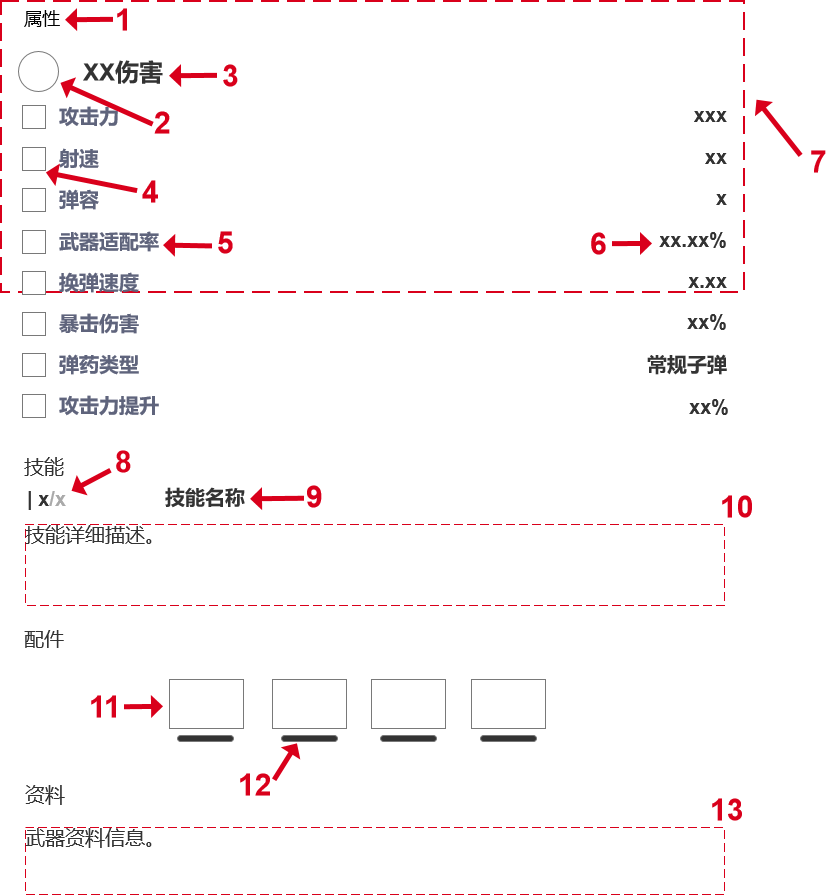 属性 1
XX伤害 3
2
攻击力 xxx
7
射速 xx
4
弹容 x
武器适配率 5 6 xx.xx%
换弹速度 x.xx
暴击伤害 xx%
弹药类型 常规子弹
攻击力提升 xx%
技能 8
| x/x 技能名称 9
10
技能详细描述。
配件
11
12
资料
13
武器资料信息。